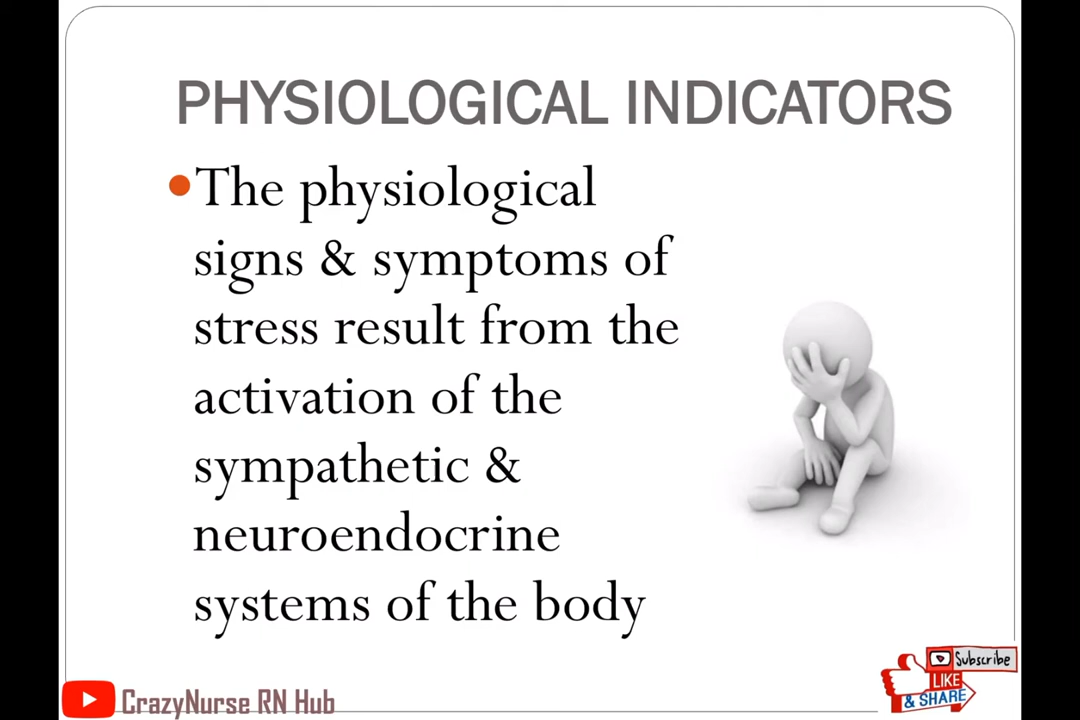 PHYSIOLOGICAL INDICATORS
•The physiological
signs & symptoms of
stress result from the
activation of the
sympathetic &
neuroendocrine
systems of the body
Subscribe
LIKE
& SHARE
CrazyNurse RN Hub